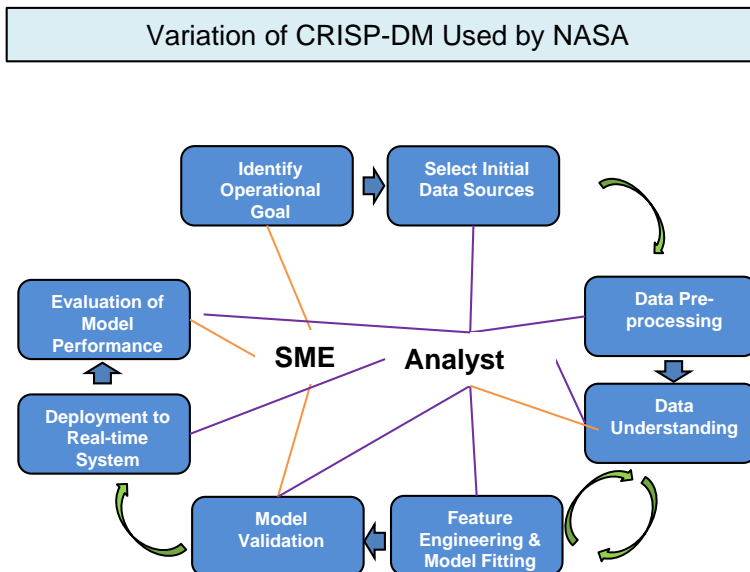 Variation of CRISP-DM Used by NASA
Identify
Operational
Goal
Select Initial
Data Sources
Data Pre-
processing
Data
Understanding
Feature
Engineering &
Model Fitting
Model
Validation
Deployment to
Real-time
System
Evaluation of
Model
Performance
SME
Analyst